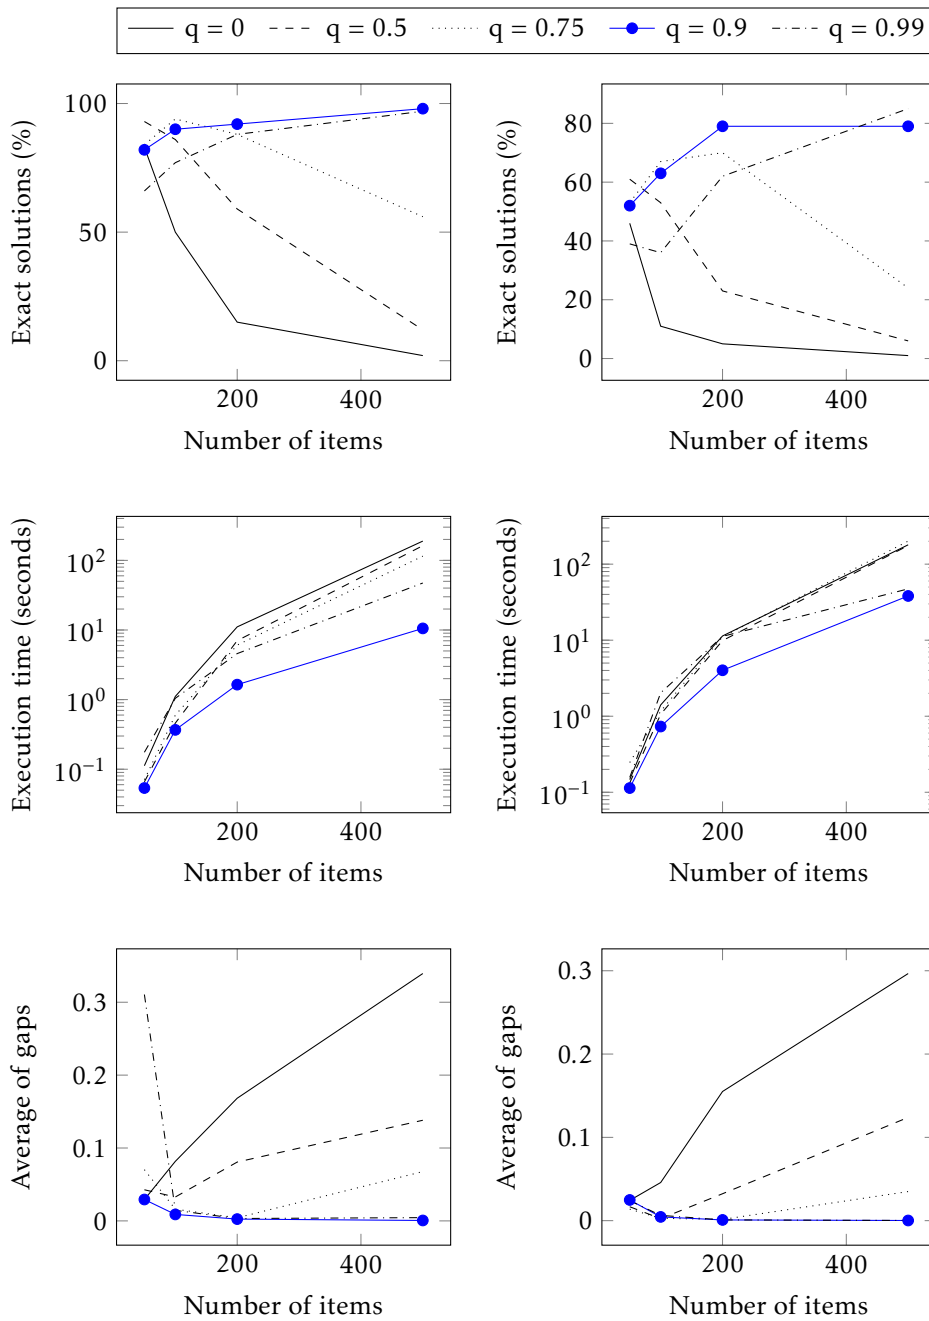 q = 0 q = 0.5 q = 0.75 q = 0.9 q = 0.99
Exact solutions (%)
100
50
0
200 400
Number of items
Exact solutions (%)
80
60
40
20
0
200 400
Number of items
Execution time (seconds)
10^2
10^1
10^0
10^−1
200 400
Number of items
Execution time (seconds)
10^2
10^1
10^0
10^−1
200 400
Number of items
Average of gaps
0.3
0.2
0.1
0
200 400
Number of items
Average of gaps
0.3
0.2
0.1
0
200 400
Number of items